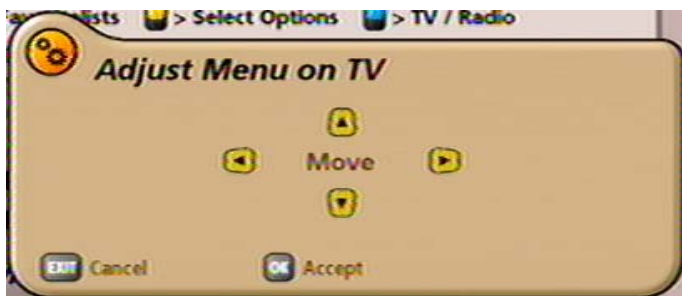 > Select Options > TV / Radio
Adjust Menu on TV
Move
EXIT Cancel OK Accept